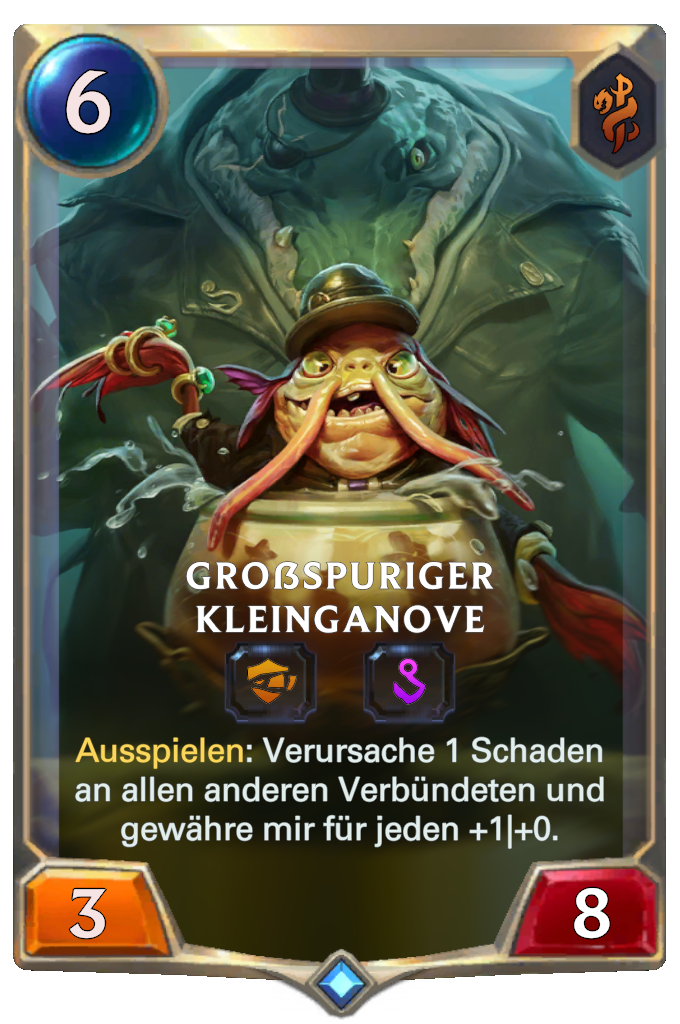 6
GROẞSPURIGER
KLEINGANOVE
Ausspielen: Verursache 1 Schaden
an allen anderen Verbündeten und
gewähre mir für jeden +1|+0.
3
8